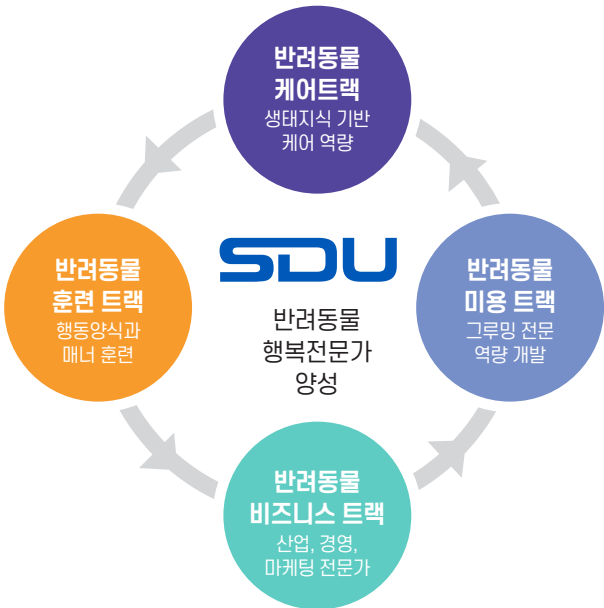 반려동물
케어트랙
생태지식 기반
케어 역량
반려동물
훈련 트랙
행동양식과
매너 훈련
SDU
반려동물
행복전문가
양성
반려동물
미용 트랙
그루밍 전문
역량 개발
반려동물
비즈니스 트랙
산업, 경영,
마케팅 전문가